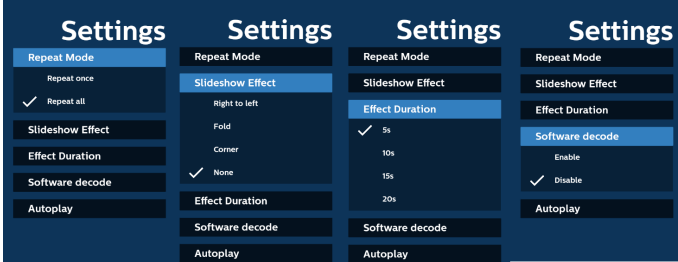 Settings
Repeat Mode
Repeat once
Repeat all
Slideshow Effect
Effect Duration
Software decode
Autoplay
Settings
Repeat Mode
Slideshow Effect
Right to left
Fold
Corner
None
Effect Duration
Software decode
Autoplay
Settings
Repeat Mode
Slideshow Effect
Effect Duration
5s
10s
15s
20s
Software decode
Autoplay
Settings
Repeat Mode
Slideshow Effect
Effect Duration
Software decode
Enable
Disable
Autoplay